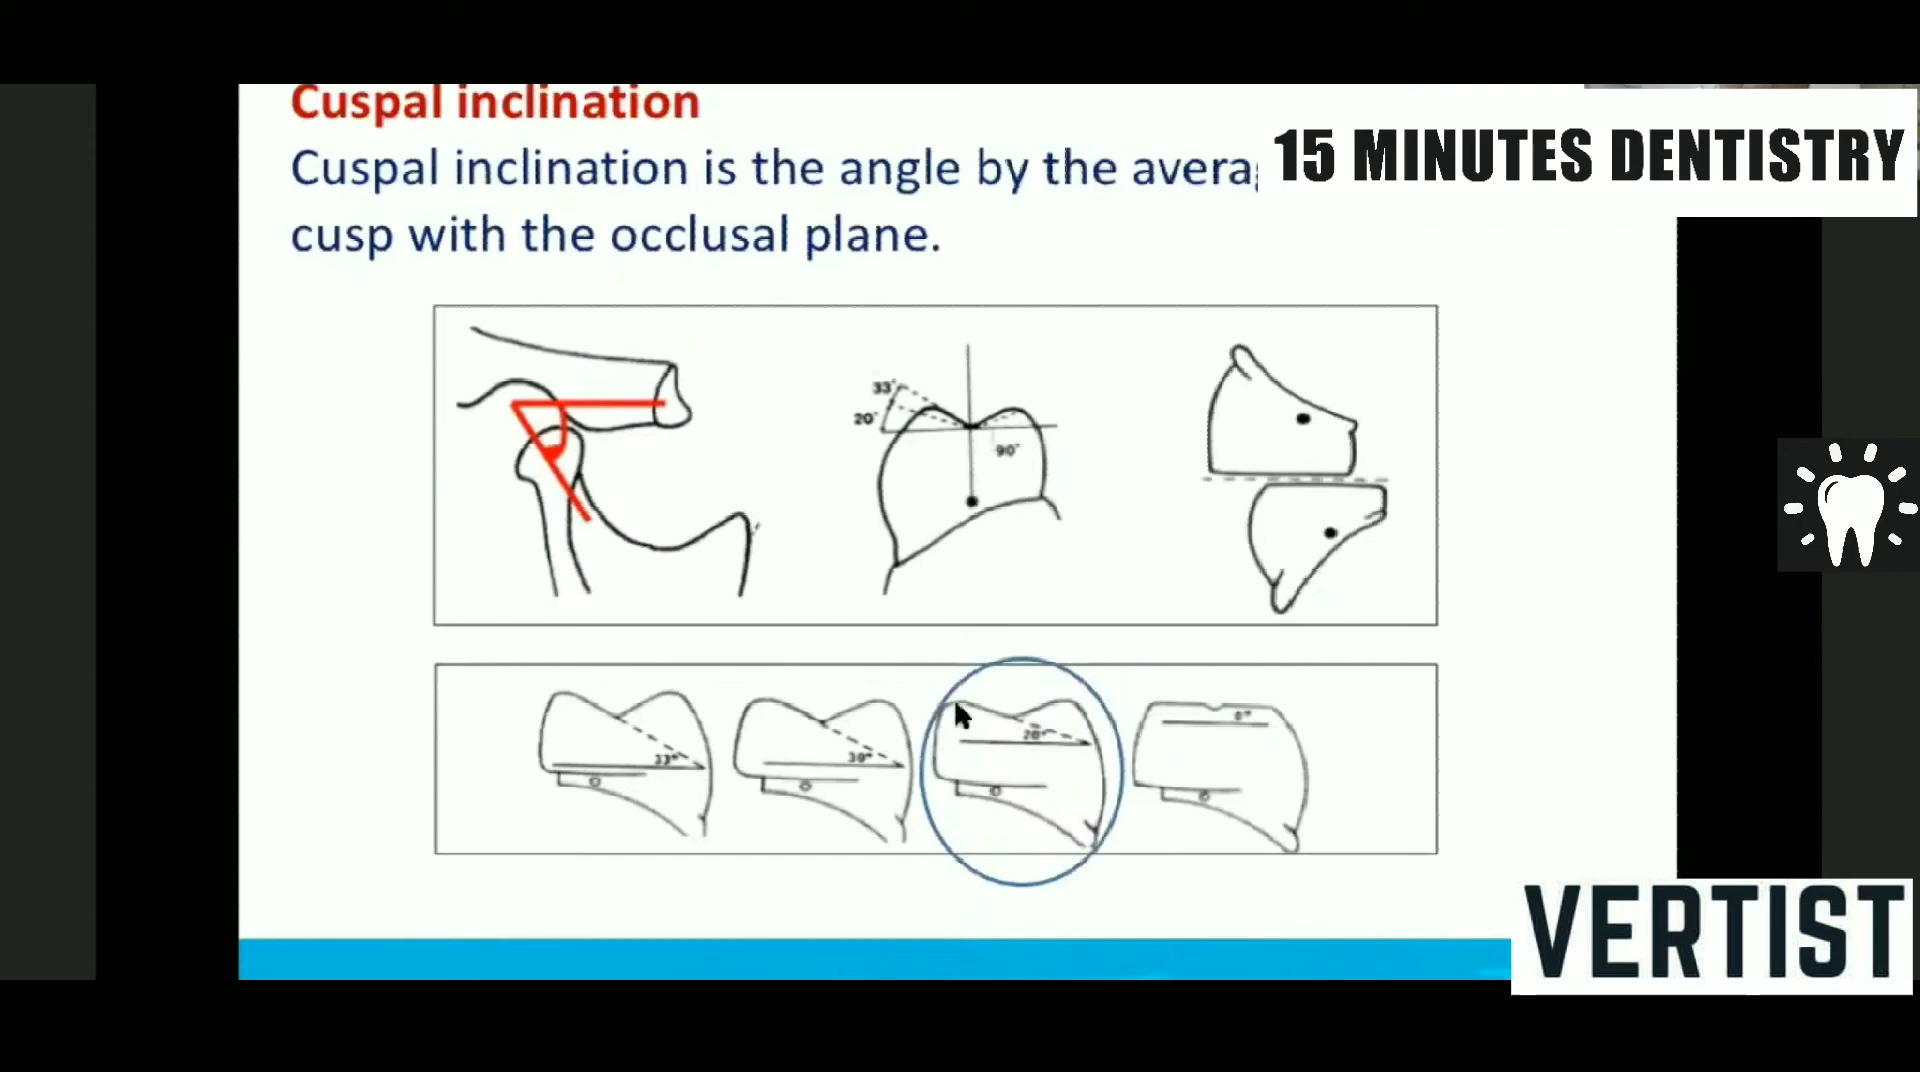 Cuspal inclination
Cuspal inclination is the angle by the
15 MINUTES DENTISTRY
cusp with the occlusal plane.
33°
20°
90°
33°
30°
20°
0°
VERTIST